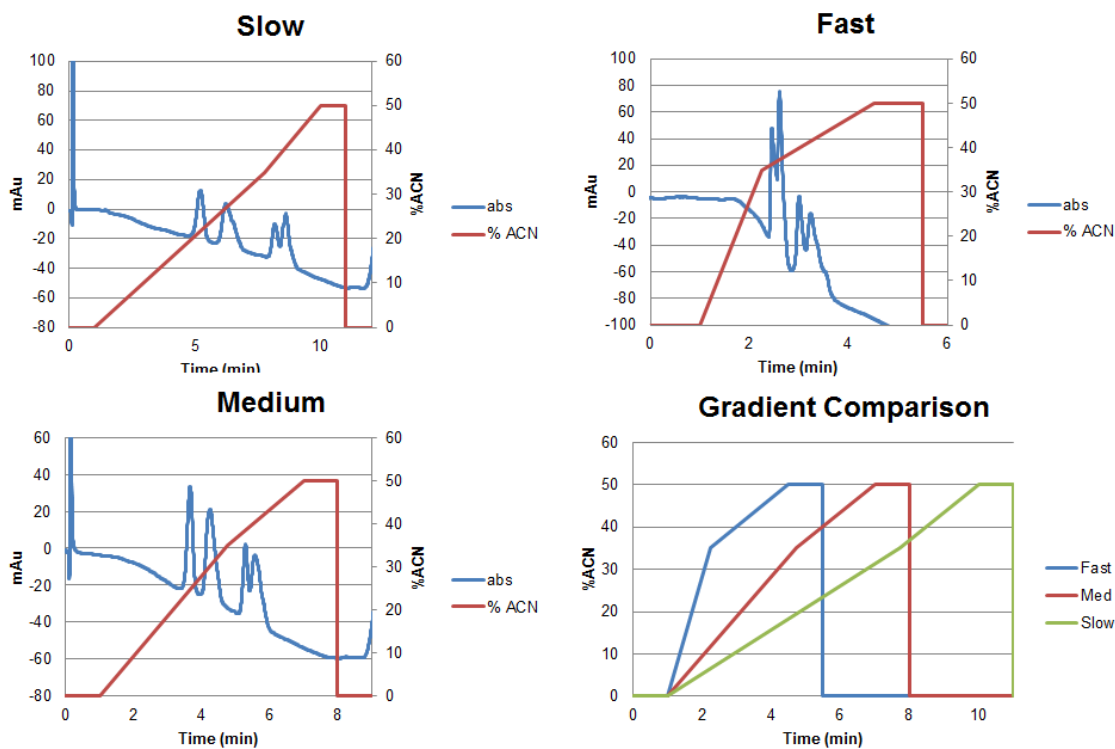 Slow
100
80
60
40
20
0
-20
-40
-60
-80
mAu
60
50
40
30
20
10
0
%ACN
0 5 10
Time (min)
abs
% ACN
Fast
100
80
60
40
20
0
-20
-40
-60
-80
-100
mAu
60
50
40
30
20
10
0
%ACN
0 2 4 6
Time (min)
abs
% ACN
Medium
60
40
20
0
-20
-40
-60
-80
mAu
60
50
40
30
20
10
0
%ACN
0 2 4 6 8
Time (min)
abs
% ACN
Gradient Comparison
60
50
40
30
20
10
0
%ACN
0 2 4 6 8 10
Time (min)
Fast
Med
Slow